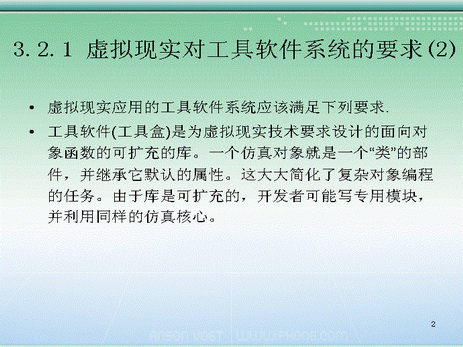 3.2.1 虚拟现实对工具软件系统的要求(2)
• 虚拟现实应用的工具软件系统应该满足下列要求.
• 工具软件(工具盒)是为虚拟现实技术要求设计的面向对
象函数的可扩充的库。一个仿真对象就是一个“类”的部
件，并继承它默认的属性。这大大简化了复杂对象编程
的任务。由于库是可扩充的，开发者可能写专用模块，
并利用同样的仿真核心。
2